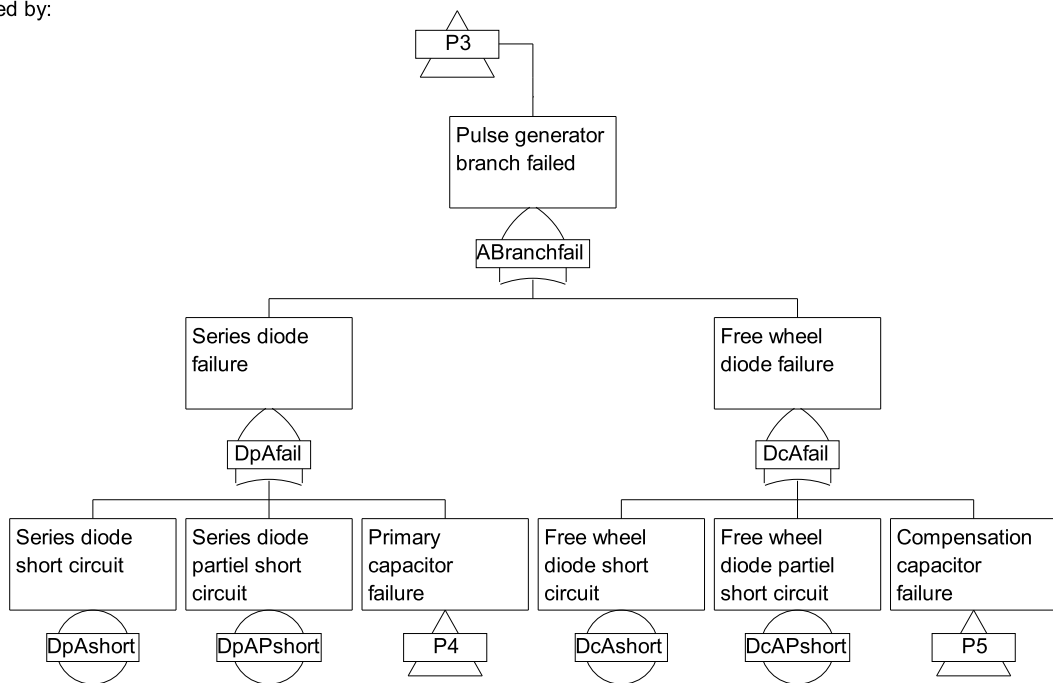 ed by:
P3
Pulse generator
branch failed
ABranchfail
Series diode
failure
Free wheel
diode failure
DpAfail
DcAfail
Series diode
short circuit
Series diode
partiel short
circuit
Primary
capacitor
failure
Free wheel
diode short
circuit
Free wheel
diode partiel
short circuit
Compensation
capacitor
failure
DpAshort
DpAPshort
P4
DcAshort
DcAPshort
P5